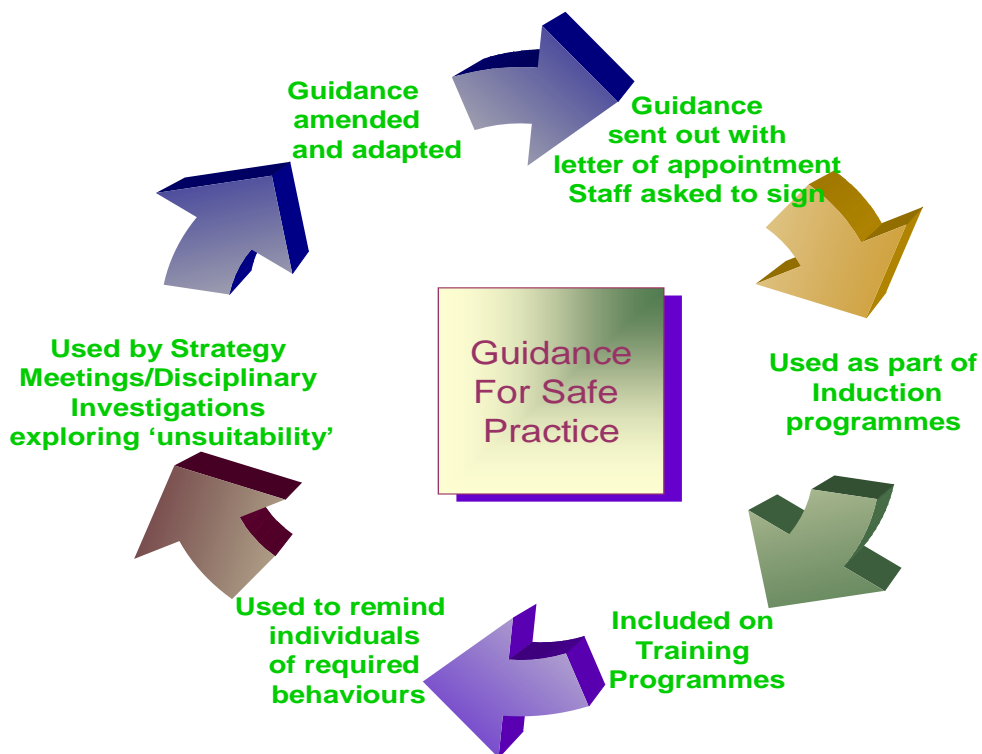 Guidance
amended
and adapted
Guidance
sent out with
letter of appointment
Staff asked to sign
Used as part of
Induction
programmes
Included on
Training
Programmes
Used to remind
individuals
of required
behaviours
Used by Strategy
Meetings/Disciplinary
Investigations
exploring ‘unsuitability’
Guidance
For Safe
Practice